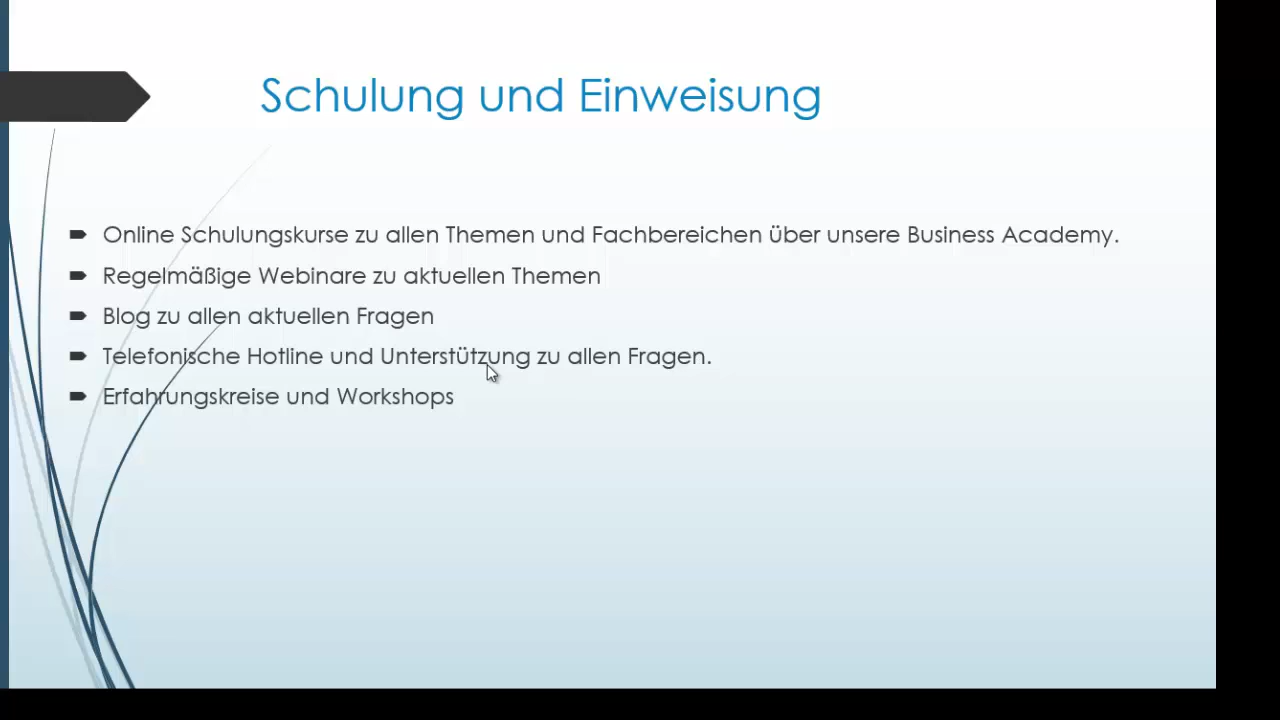 Schulung und Einweisung
Online Schulungskurse zu allen Themen und Fachbereichen über unsere Business Academy.
Regelmäßige Webinare zu aktuellen Themen
Blog zu allen aktuellen Fragen
Telefonische Hotline und Unterstützung zu allen Fragen.
Erfahrungskreise und Workshops